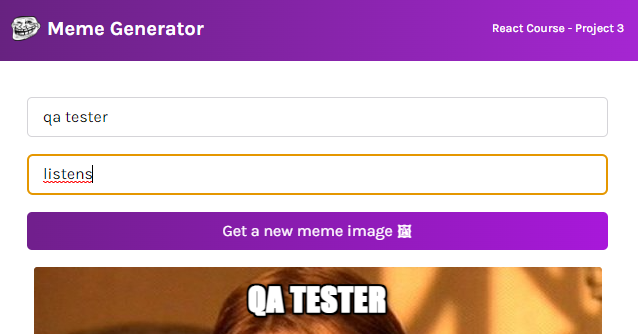 Meme Generator
React Course - Project 3
qa tester
listens
Get a new meme image
QA TESTER